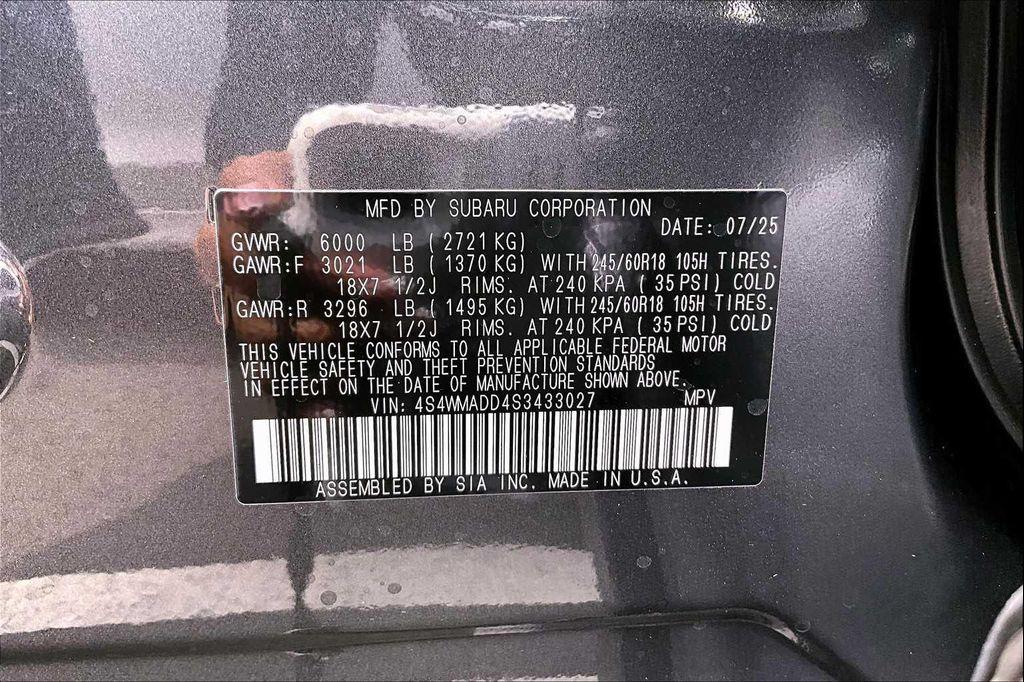 MFD BY SUBARU CORPORATION
DATE: 07/25
GVWR: 6000 LB (2721 KG)
GAWR:F 3021 LB (1370 KG) WITH 245/60R18 105H TIRES.
18X7 1/2J RIMS. AT 240 KPA (35 PSI) COLD
GAWR:R 3296 LB (1495 KG) WITH 245/60R18 105H TIRES.
18X7 1/2J RIMS. AT 240 KPA (35 PSI) COLD
THIS VEHICLE CONFORMS TO ALL APPLICABLE FEDERAL MOTOR
VEHICLE SAFETY AND THEFT PREVENTION STANDARDS
IN EFFECT ON THE DATE OF MANUFACTURE SHOWN ABOVE.
VIN: 4S4WMADD4S3433027 MPV
ASSEMBLED BY SIA INC. MADE IN U.S.A.